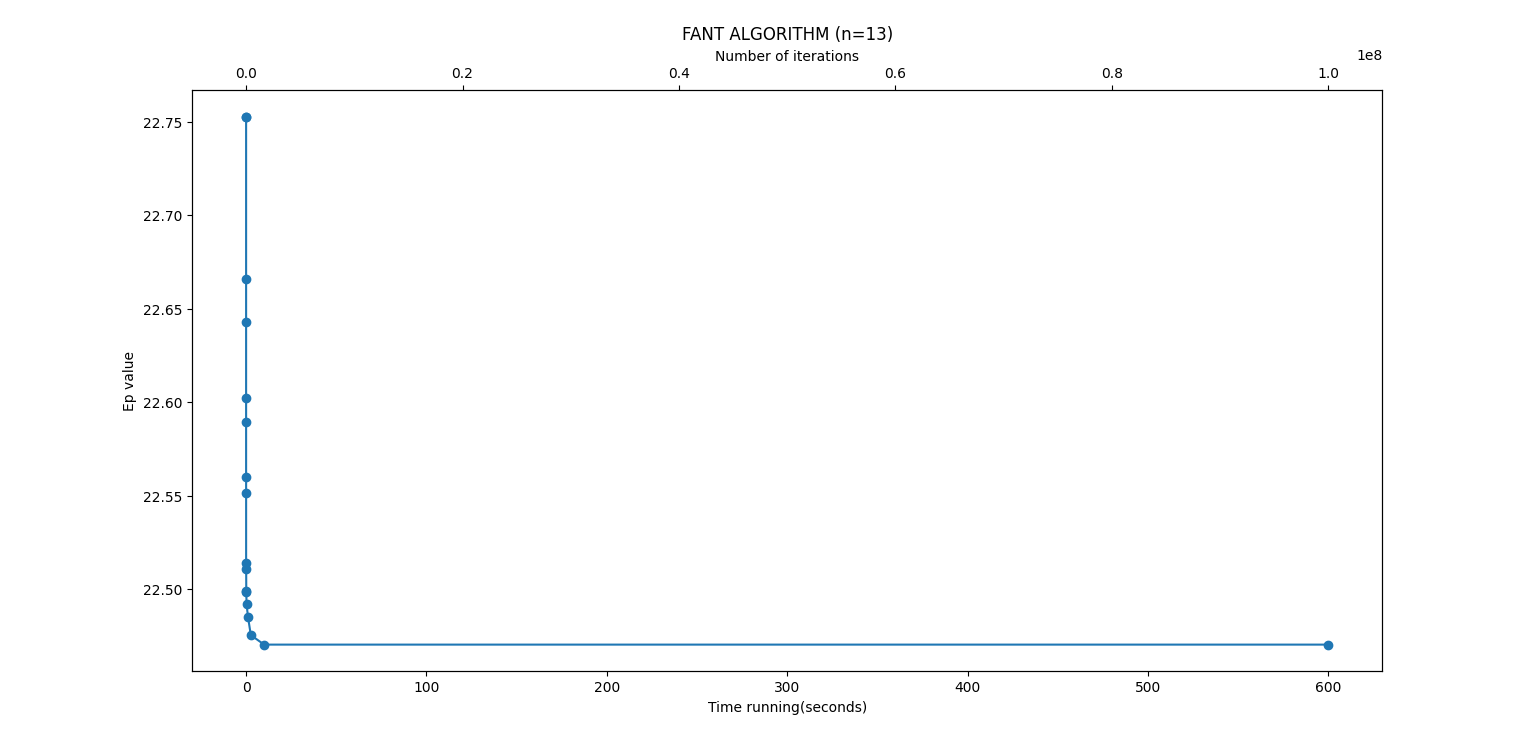 FANT ALGORITHM (n=13)
Number of iterations
1e8
0.0 0.2 0.4 0.6 0.8 1.0
22.75
22.70
22.65
22.60
22.55
22.50
Ep value
0 100 200 300 400 500 600
Time running(seconds)